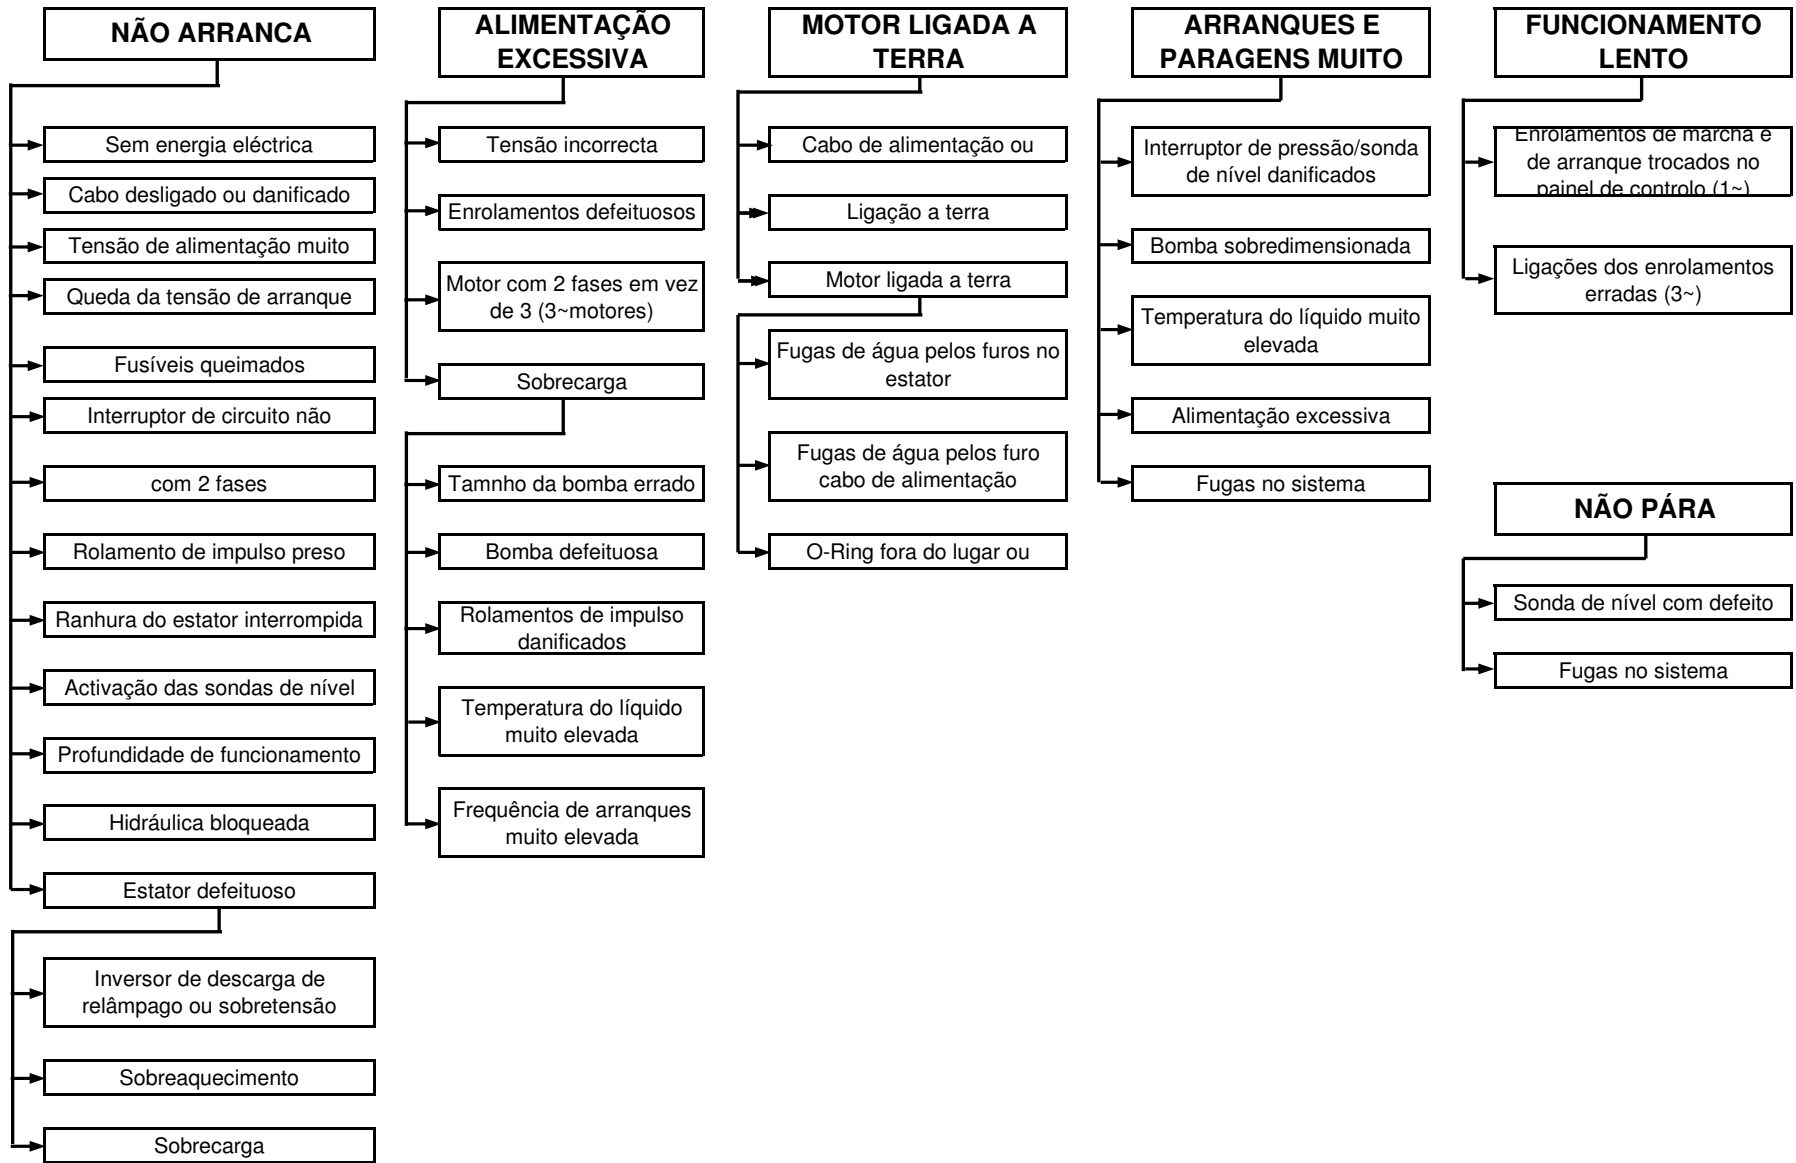 NÃO ARRANCA
Sem energia eléctrica
Cabo desligado ou danificado
Tensão de alimentação muito
Queda da tensão de arranque
Fusíveis queimados
Interruptor de circuito não
com 2 fases
Rolamento de impulso preso
Ranhura do estator interrompida
Activação das sondas de nível
Profundidade de funcionamento
Hidráulica bloqueada
Estator defeituoso
Inversor de descarga de
relâmpago ou sobretensão
Sobreaquecimento
Sobrecarga
ALIMENTAÇÃO
EXCESSIVA
Tensão incorrecta
Enrolamentos defeituosos
Motor com 2 fases em vez
de 3 (3~motores)
Sobrecarga
Tamnho da bomba errado
Bomba defeituosa
Rolamentos de impulso
danificados
Temperatura do líquido
muito elevada
Frequência de arranques
muito elevada
MOTOR LIGADA A
TERRA
Cabo de alimentação ou
Ligação a terra
Motor ligada a terra
Fugas de água pelos furos no
estator
Fugas de água pelos furo
cabo de alimentação
O-Ring fora do lugar ou
ARRANQUES E
PARAGENS MUITO
Interruptor de pressão/sonda
de nível danificados
Bomba sobredimensionada
Temperatura do líquido muito
elevada
Alimentação excessiva
Fugas no sistema
FUNCIONAMENTO
LENTO
Enrolamentos de marcha e
de arranque trocados no
painel de controlo (1~)
Ligações dos enrolamentos
erradas (3~)
NÃO PÁRA
Sonda de nível com defeito
Fugas no sistema